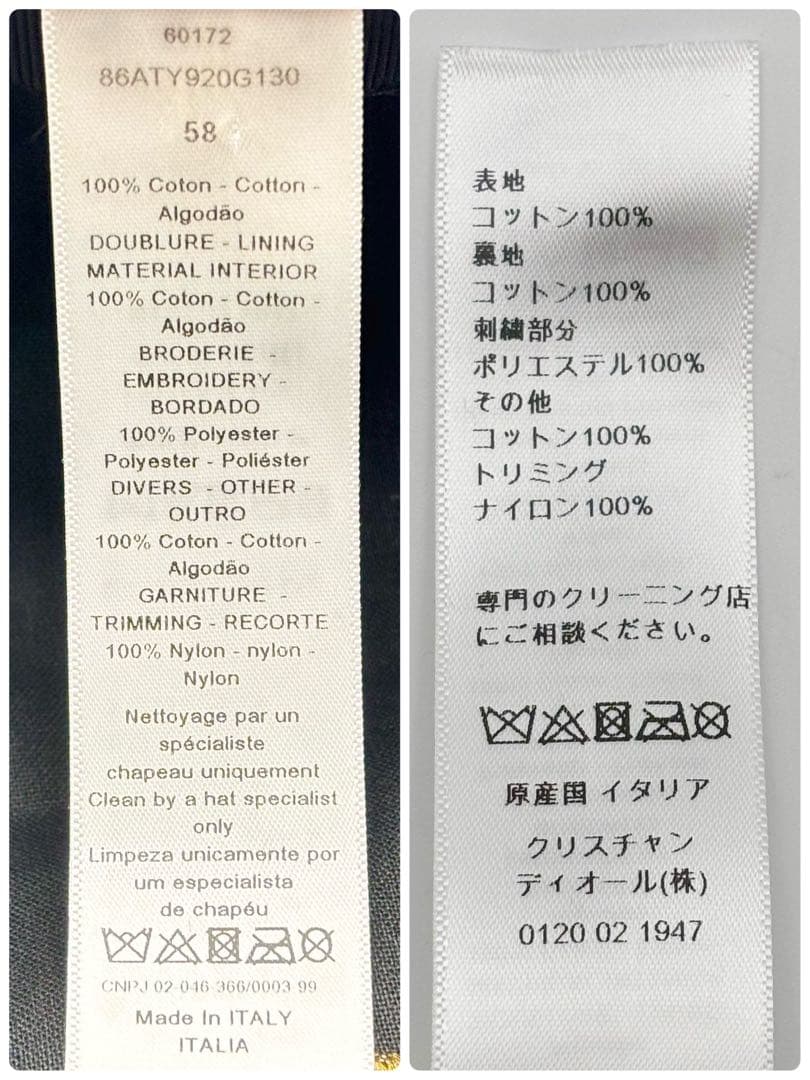 60172
86ATY920G130
58
100% Coton - Cotton -
Algodão
DOUBLURE - LINING
MATERIAL INTERIOR
100% Coton - Cotton -
Algodão
BRODERIE -
EMBROIDERY -
BORDADO
100% Polyester -
Polyester - Poliéster
DIVERS - OTHER -
OUTRO
100% Coton - Cotton -
Algodão
GARNITURE -
TRIMMING - RECORTE
100% Nylon - nylon -
Nylon
Nettoyage par un
spécialiste
chapeau uniquement
Clean by a hat specialist
only
Limpeza unicamente por
um especialista
de chapéu
CNPJ 02-046-366/0003 99
Made In ITALY
ITALIA
表地
コットン100%
裏地
コットン100%
刺繍部分
ポリエステル100%
その他
コットン100%
トリミング
ナイロン100%
専門のクリーニング店
にご相談ください。
原産国 イタリア
クリスチャン
ディオール(株)
0120 02 1947